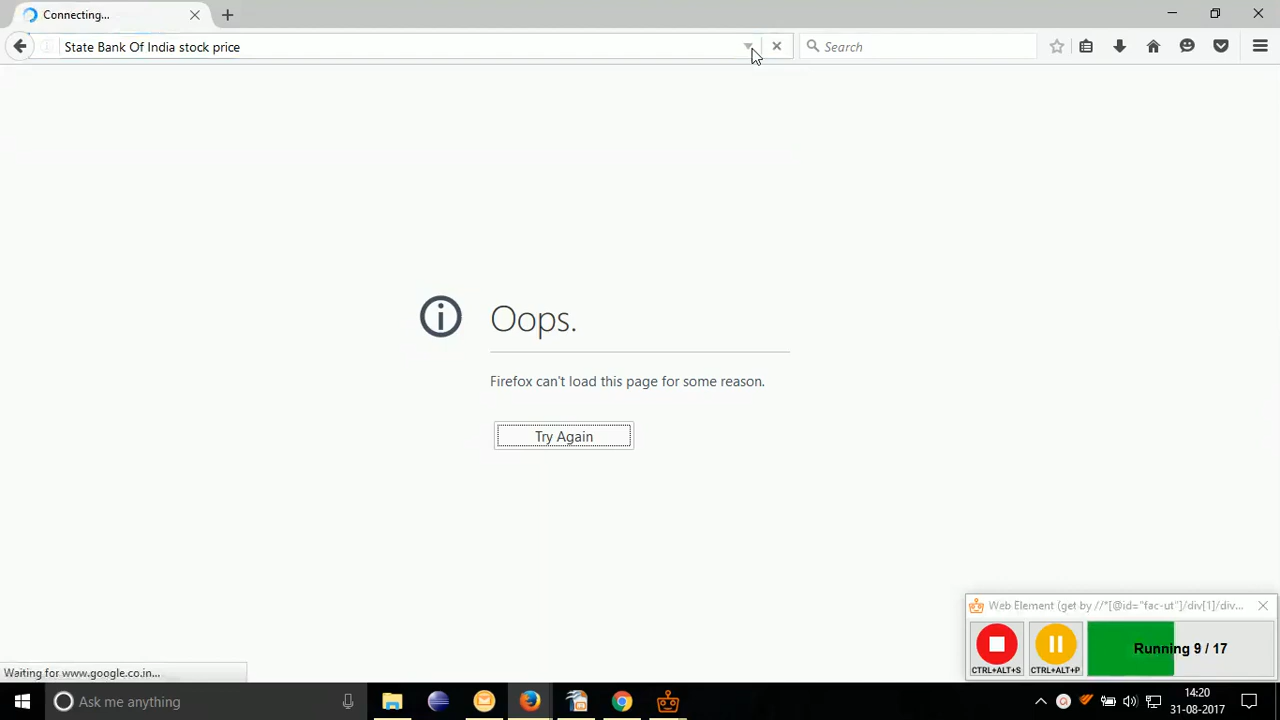 Connecting...
State Bank Of India stock price
Search
Oops.
Firefox can't load this page for some reason.
Try Again
Web Element (get by //*[@id="fac-ut"]/div[1]/div...
CTRL+ALT+S
CTRL+ALT+P
Running 9 / 17
Waiting for www.google.co.in...
Ask me anything
14:20
31-08-2017